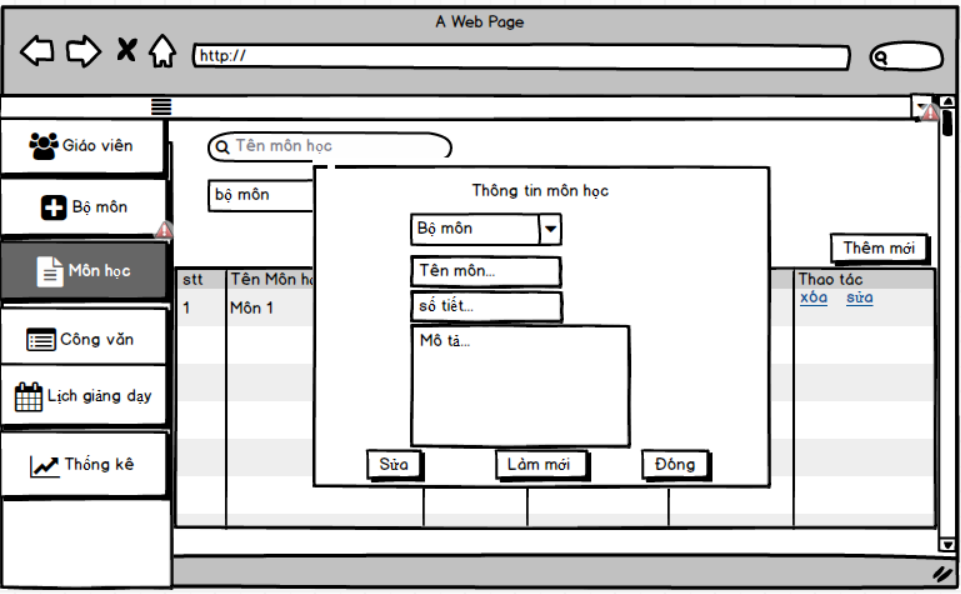 A Web Page
http://
Giáo viên
Bộ môn
Môn học
Công văn
Lịch giảng dạy
Thống kê
Tên môn học
bộ môn
Thêm mới
stt Tên Môn Thao tác
1 Môn 1 xóa sửa
Thông tin môn học
Bộ môn
Tên môn...
số tiết...
Mô tả...
Sửa Làm mới Đóng